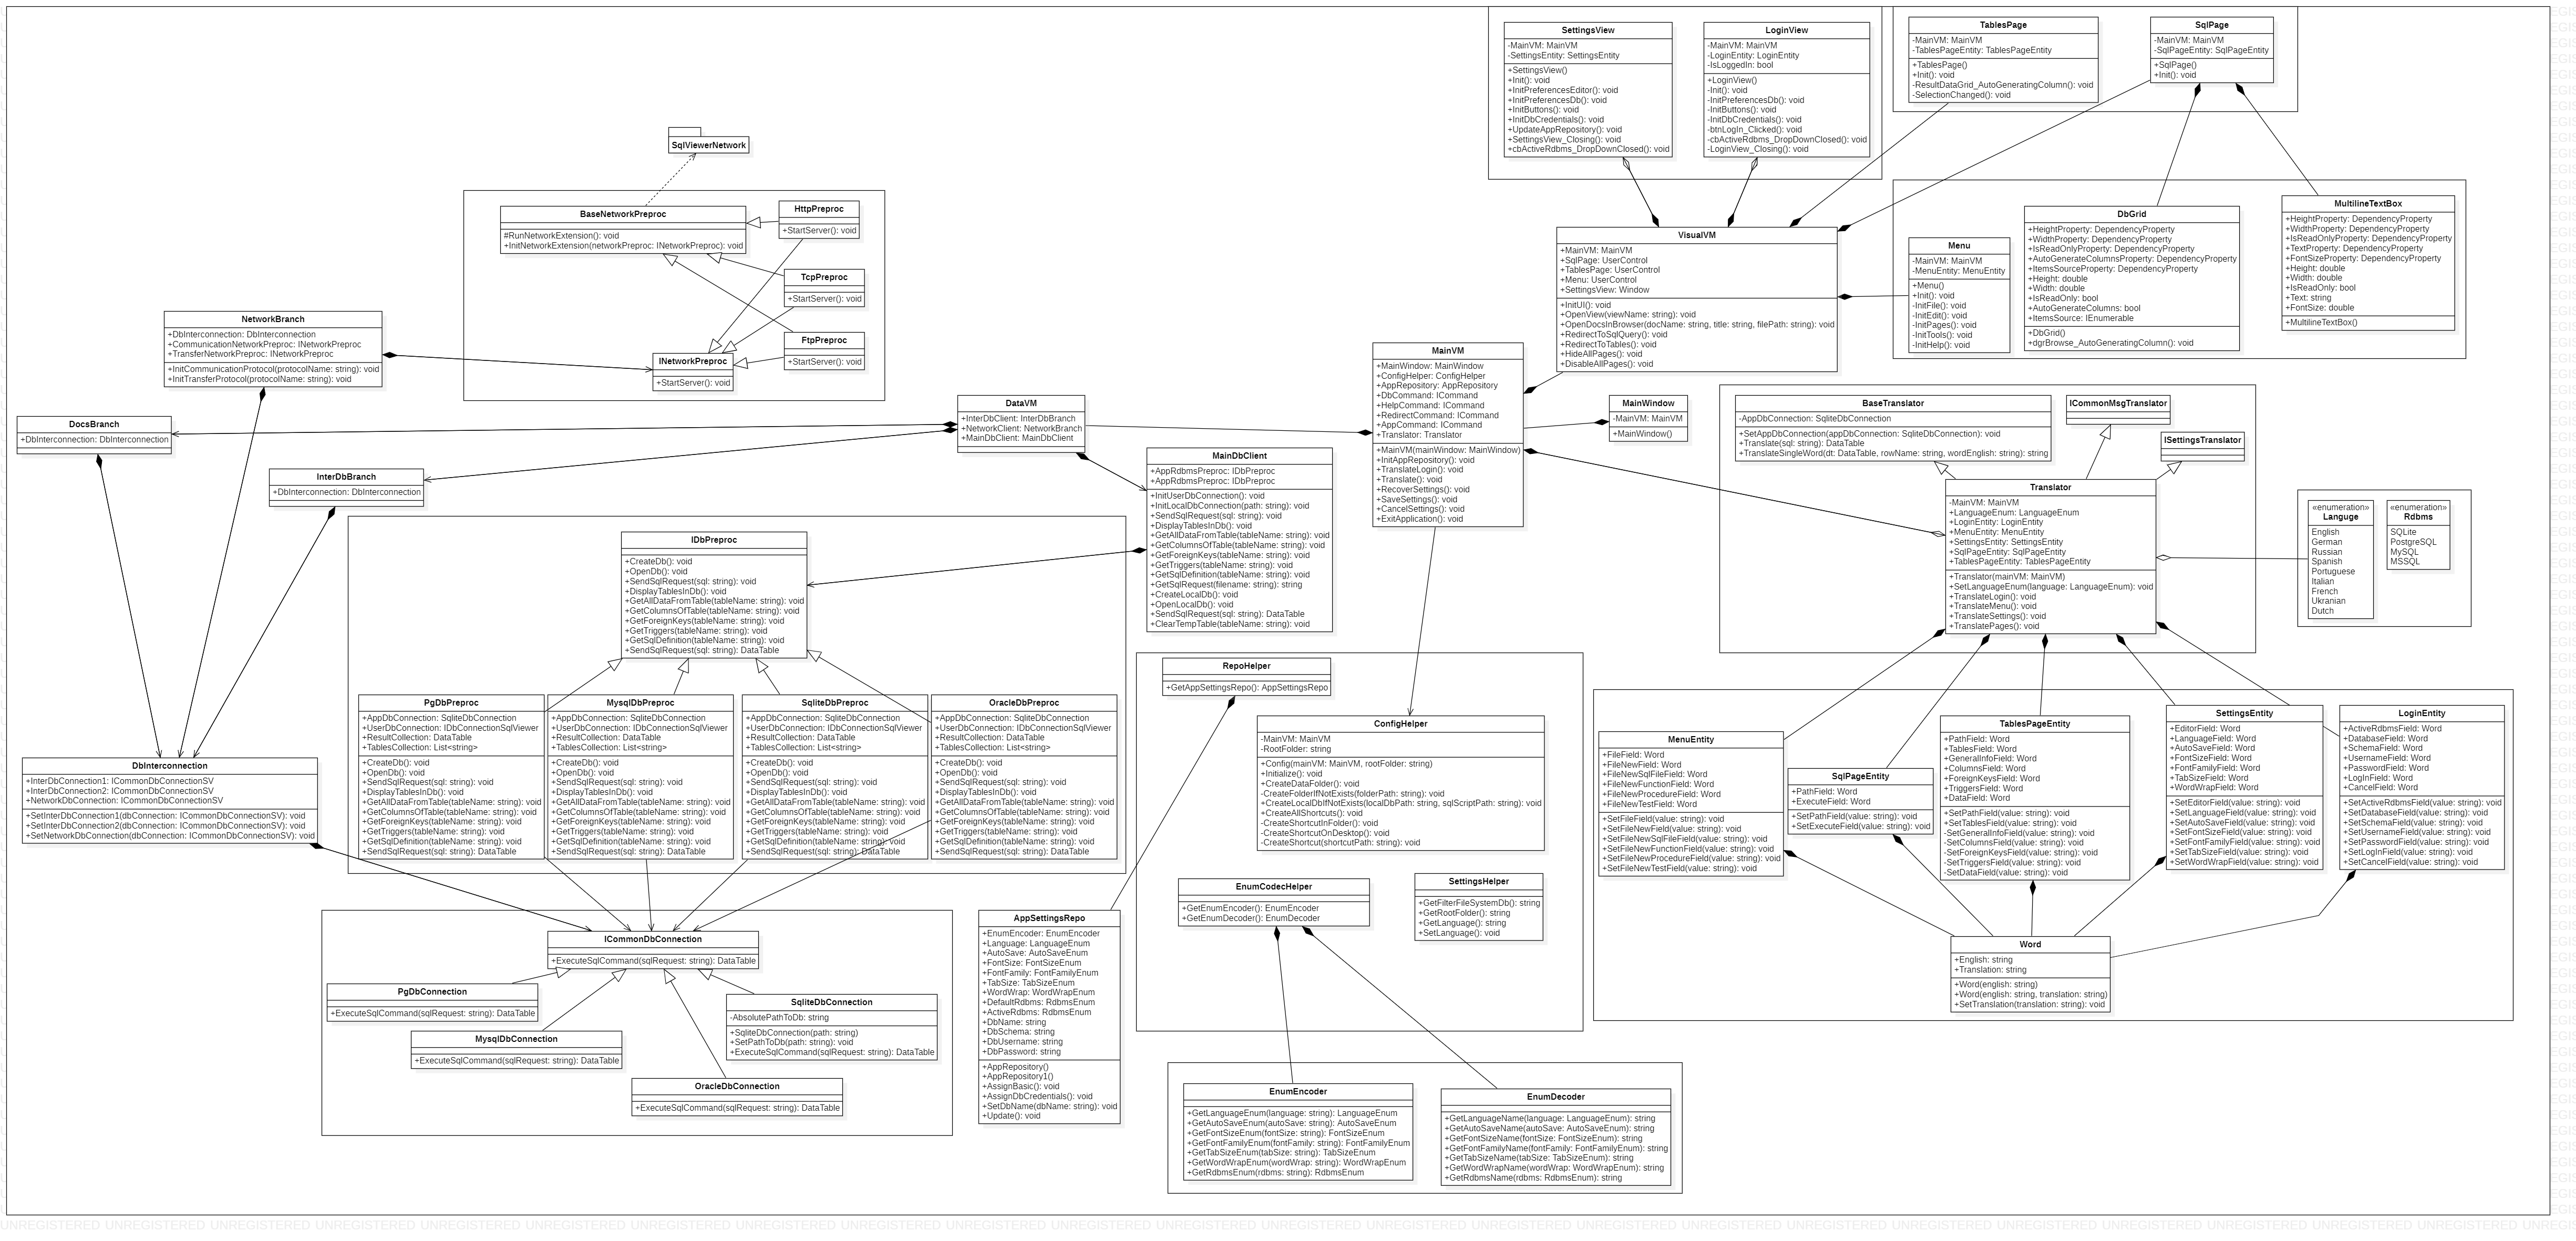 SettingsView
-MainVM: MainVM
-SettingsEntity: SettingsEntity
+SettingsView()
+Init(): void
+InitPreferencesEditor(): void
+InitPreferencesDb(): void
+InitButtons(): void
+InitDbCredentials(): void
+UpdateAppRepository(): void
+SettingsView_Closing(): void
+cbActiveRdbms_DropDownClosed(): void
LoginView
-MainVM: MainVM
-LoginEntity: LoginEntity
-IsLoggedIn: bool
+LoginView()
-Init(): void
-InitPreferencesDb(): void
-InitButtons(): void
-InitDbCredentials(): void
-btnLogIn_Clicked(): void
-cbActiveRdbms_DropDownClosed(): void
-LoginView_Closing(): void
TablesPage
-MainVM: MainVM
-TablesPageEntity: TablesPageEntity
+TablesPage()
+Init(): void
-ResultDataGrid_AutoGeneratingColumn(): void
-SelectionChanged(): void
SqlPage
-MainVM: MainVM
-SqlPageEntity: SqlPageEntity
+SqlPage()
+Init(): void
SqlViewerNetwork
BaseNetworkPreproc
#RunNetworkExtension(): void
+InitNetworkExtension(networkPreproc: INetworkPreproc): void
HttpPreproc
+StartServer(): void
TcpPreproc
+StartServer(): void
FtpPreproc
+StartServer(): void
INetworkPreproc
+StartServer(): void
NetworkBranch
+DbInterconnection: DbInterconnection
+CommunicationNetworkPreproc: INetworkPreproc
+TransferNetworkPreproc: INetworkPreproc
+InitCommunicationProtocol(protocolName: string): void
+InitTransferProtocol(protocolName: string): void
VisualVM
+MainVM: MainVM
+SqlPage: UserControl
+TablesPage: UserControl
+Menu: UserControl
+SettingsView: Window
+InitUI(): void
+OpenView(viewName: string): void
+OpenDocsInBrowser(docName: string, title: string, filePath: string): void
+RedirectToSqlQuery(): void
+RedirectToTables(): void
+HideAllPages(): void
+DisableAllPages(): void
Menu
-MainVM: MainVM
-MenuEntity: MenuEntity
+Menu()
+Init(): void
-InitFile(): void
-InitEdit(): void
-InitPages(): void
-InitTools(): void
-InitHelp(): void
DbGrid
+HeightProperty: DependencyProperty
+WidthProperty: DependencyProperty
+IsReadOnlyProperty: DependencyProperty
+AutoGenerateColumnsProperty: DependencyProperty
+ItemsSourceProperty: DependencyProperty
+Height: double
+Width: double
+IsReadOnly: bool
+AutoGenerateColumns: bool
+ItemsSource: IEnumerable
+DbGrid()
+dgrBrowse_AutoGeneratingColumn(): void
MultilineTextBox
+HeightProperty: DependencyProperty
+WidthProperty: DependencyProperty
+IsReadOnlyProperty: DependencyProperty
+TextProperty: DependencyProperty
+FontSizeProperty: DependencyProperty
+Height: double
+Width: double
+IsReadOnly: bool
+Text: string
+FontSize: double
+MultilineTextBox()
DocsBranch
+DbInterconnection: DbInterconnection
InterDbBranch
+DbInterconnection: DbInterconnection
DataVM
+InterDbClient: InterDbBranch
+NetworkClient: NetworkBranch
+MainDbClient: MainDbClient
MainDbClient
+AppRdbmsPreproc: IDbPreproc
+AppRdbmsPreproc: IDbPreproc
+InitUserDbConnection(): void
+InitLocalDbConnection(path: string): void
+SendSqlRequest(sql: string): void
+DisplayTablesInDb(): void
+GetAllDataFromTable(tableName: string): void
+GetColumnsOfTable(tableName: string): void
+GetForeignKeys(tableName: string): void
+GetTriggers(tableName: string): void
+GetSqlDefinition(tableName: string): void
+GetSqlRequest(filename: string): string
+CreateLocalDb(): void
+OpenLocalDb(): void
+SendSqlRequest(sql: string): DataTable
+ClearTempTable(tableName: string): void
MainVM
+MainWindow: MainWindow
+ConfigHelper: ConfigHelper
+AppRepository: AppRepository
+DbCommand: ICommand
+HelpCommand: ICommand
+RedirectCommand: ICommand
+AppCommand: ICommand
+Translator: Translator
+MainVM(mainWindow: MainWindow)
+InitAppRepository(): void
+TranslateLogin(): void
+Translate(): void
+RecoverSettings(): void
+SaveSettings(): void
+CancelSettings(): void
+ExitApplication(): void
MainWindow
-MainVM: MainVM
+MainWindow()
BaseTranslator
-AppDbConnection: SqliteDbConnection
+SetAppDbConnection(appDbConnection: SqliteDbConnection): void
+Translate(sql: string): DataTable
+TranslateSingleWord(dt: DataTable, rowName: string, wordEnglish: string): string
ICommonMsgTranslator
ISettingsTranslator
Translator
-MainVM: MainVM
+LanguageEnum: LanguageEnum
+LoginEntity: LoginEntity
+MenuEntity: MenuEntity
+SettingsEntity: SettingsEntity
+SqlPageEntity: SqlPageEntity
+TablesPageEntity: TablesPageEntity
+Translator(mainVM: MainVM)
+SetLanguageEnum(language: LanguageEnum): void
+TranslateLogin(): void
+TranslateMenu(): void
+TranslateSettings(): void
+TranslatePages(): void
«enumeration»
Languge
English
German
Russian
Spanish
Portuguese
Italian
French
Ukranian
Dutch
«enumeration»
Rdbms
SQLite
PostgreSQL
MySQL
MSSQL
IDbPreproc
+CreateDb(): void
+OpenDb(): void
+SendSqlRequest(sql: string): void
+DisplayTablesInDb(): void
+GetAllDataFromTable(tableName: string): void
+GetColumnsOfTable(tableName: string): void
+GetForeignKeys(tableName: string): void
+GetTriggers(tableName: string): void
+GetSqlDefinition(tableName: string): void
+SendSqlRequest(sql: string): DataTable
PgDbPreproc
+AppDbConnection: SqliteDbConnection
+UserDbConnection: IDbConnectionSqlViewer
+ResultCollection: DataTable
+TablesCollection: List<string>
+CreateDb(): void
+OpenDb(): void
+SendSqlRequest(sql: string): void
+DisplayTablesInDb(): void
+GetAllDataFromTable(tableName: string): void
+GetColumnsOfTable(tableName: string): void
+GetForeignKeys(tableName: string): void
+GetTriggers(tableName: string): void
+GetSqlDefinition(tableName: string): void
+SendSqlRequest(sql: string): DataTable
MysqlDbPreproc
+AppDbConnection: SqliteDbConnection
+UserDbConnection: IDbConnectionSqlViewer
+ResultCollection: DataTable
+TablesCollection: List<string>
+CreateDb(): void
+OpenDb(): void
+SendSqlRequest(sql: string): void
+DisplayTablesInDb(): void
+GetAllDataFromTable(tableName: string): void
+GetColumnsOfTable(tableName: string): void
+GetForeignKeys(tableName: string): void
+GetTriggers(tableName: string): void
+GetSqlDefinition(tableName: string): void
+SendSqlRequest(sql: string): DataTable
SqliteDbPreproc
+AppDbConnection: SqliteDbConnection
+UserDbConnection: IDbConnectionSqlViewer
+ResultCollection: DataTable
+TablesCollection: List<string>
+CreateDb(): void
+OpenDb(): void
+SendSqlRequest(sql: string): void
+DisplayTablesInDb(): void
+GetAllDataFromTable(tableName: string): void
+GetColumnsOfTable(tableName: string): void
+GetForeignKeys(tableName: string): void
+GetTriggers(tableName: string): void
+GetSqlDefinition(tableName: string): void
+SendSqlRequest(sql: string): DataTable
OracleDbPreproc
+AppDbConnection: SqliteDbConnection
+UserDbConnection: IDbConnectionSqlViewer
+ResultCollection: DataTable
+TablesCollection: List<string>
+CreateDb(): void
+OpenDb(): void
+SendSqlRequest(sql: string): void
+DisplayTablesInDb(): void
+GetAllDataFromTable(tableName: string): void
+GetColumnsOfTable(tableName: string): void
+GetForeignKeys(tableName: string): void
+GetTriggers(tableName: string): void
+GetSqlDefinition(tableName: string): void
+SendSqlRequest(sql: string): DataTable
DbInterconnection
+InterDbConnection1: ICommonDbConnectionSV
+InterDbConnection2: ICommonDbConnectionSV
+NetworkDbConnection: ICommonDbConnectionSV
+SetInterDbConnection1(dbConnection: ICommonDbConnectionSV): void
+SetInterDbConnection2(dbConnection: ICommonDbConnectionSV): void
+SetNetworkDbConnection(dbConnection: ICommonDbConnectionSV): void
ICommonDbConnection
+ExecuteSqlCommand(sqlRequest: string): DataTable
PgDbConnection
+ExecuteSqlCommand(sqlRequest: string): DataTable
MysqlDbConnection
+ExecuteSqlCommand(sqlRequest: string): DataTable
SqliteDbConnection
-AbsolutePathToDb: string
+SqliteDbConnection(path: string)
+SetPathToDb(path: string): void
+ExecuteSqlCommand(sqlRequest: string): DataTable
OracleDbConnection
+ExecuteSqlCommand(sqlRequest: string): DataTable
AppSettingsRepo
+EnumEncoder: EnumEncoder
+Language: LanguageEnum
+AutoSave: AutoSaveEnum
+FontSize: FontSizeEnum
+FontFamily: FontFamilyEnum
+TabSize: TabSizeEnum
+WordWrap: WordWrapEnum
+DefaultRdbms: RdbmsEnum
+ActiveRdbms: RdbmsEnum
+DbName: string
+DbSchema: string
+DbUsername: string
+DbPassword: string
+AppRepository()
+AppRepository1()
+AssignBasic(): void
+AssignDbCredentials(): void
+SetDbName(dbName: string): void
+Update(): void
RepoHelper
+GetAppSettingsRepo(): AppSettingsRepo
ConfigHelper
-MainVM: MainVM
-RootFolder: string
+Config(mainVM: MainVM, rootFolder: string)
+Initialize(): void
+CreateDataFolder(): void
-CreateFolderIfNotExists(folderPath: string): void
+CreateLocalDbIfNotExists(localDbPath: string, sqlScriptPath: string): void
+CreateAllShortcuts(): void
-CreateShortcutInFolder(): void
-CreateShortcutOnDesktop(): void
-CreateShortcut(shortcutPath: string): void
EnumCodecHelper
+GetEnumEncoder(): EnumEncoder
+GetEnumDecoder(): EnumDecoder
SettingsHelper
+GetFilterFileSystemDb(): string
+GetRootFolder(): string
+GetLanguage(): string
+SetLanguage(): void
EnumEncoder
+GetLanguageEnum(language: string): LanguageEnum
+GetAutoSaveEnum(autoSave: string): AutoSaveEnum
+GetFontSizeEnum(fontSize: string): FontSizeEnum
+GetFontFamilyEnum(fontFamily: string): FontFamilyEnum
+GetTabSizeEnum(tabSize: string): TabSizeEnum
+GetWordWrapEnum(wordWrap: string): WordWrapEnum
+GetRdbmsEnum(rdbms: string): RdbmsEnum
EnumDecoder
+GetLanguageName(language: LanguageEnum): string
+GetAutoSaveName(autoSave: AutoSaveEnum): string
+GetFontSizeName(fontSize: FontSizeEnum): string
+GetFontFamilyName(fontFamily: FontFamilyEnum): string
+GetTabSizeName(tabSize: TabSizeEnum): string
+GetWordWrapName(wordWrap: WordWrapEnum): string
+GetRdbmsName(rdbms: RdbmsEnum): string
MenuEntity
+FileField: Word
+FileNewField: Word
+FileNewSqlFileField: Word
+FileNewFunctionField: Word
+FileNewProcedureField: Word
+FileNewTestField: Word
+SetFileField(value: string): void
+SetFileNewField(value: string): void
+SetFileNewSqlFileField(value: string): void
+SetFileNewFunctionField(value: string): void
+SetFileNewProcedureField(value: string): void
+SetFileNewTestField(value: string): void
SqlPageEntity
+PathField: Word
+ExecuteField: Word
+SetPathField(value: string): void
+SetExecuteField(value: string): void
TablesPageEntity
+PathField: Word
+TablesField: Word
+GeneralInfoField: Word
+ColumnsField: Word
+ForeignKeysField: Word
+TriggersField: Word
+DataField: Word
+SetPathField(value: string): void
+SetTablesField(value: string): void
-SetGeneralInfoField(value: string): void
-SetColumnsField(value: string): void
-SetForeignKeysField(value: string): void
-SetTriggersField(value: string): void
-SetDataField(value: string): void
SettingsEntity
+EditorField: Word
+LanguageField: Word
+AutoSaveField: Word
+FontSizeField: Word
+FontFamilyField: Word
+TabSizeField: Word
+WordWrapField: Word
+SetEditorField(value: string): void
+SetLanguageField(value: string): void
+SetAutoSaveField(value: string): void
+SetFontSizeField(value: string): void
+SetFontFamilyField(value: string): void
+SetTabSizeField(value: string): void
+SetWordWrapField(value: string): void
LoginEntity
+ActiveRdbmsField: Word
+DatabaseField: Word
+SchemaField: Word
+UsernameField: Word
+PasswordField: Word
+LogInField: Word
+CancelField: Word
+SetActiveRdbmsField(value: string): void
+SetDatabaseField(value: string): void
+SetSchemaField(value: string): void
+SetUsernameField(value: string): void
+SetPasswordField(value: string): void
+SetLogInField(value: string): void
+SetCancelField(value: string): void
Word
+English: string
+Translation: string
+Word(english: string)
+Word(english: string, translation: string)
+SetTranslation(translation: string): void
UNREGISTERED UNREGISTERED UNREGISTERED UNREGISTERED UNREGISTERED UNREGISTERED UNREGISTERED UNREGISTERED UNREGISTERED UNREGISTERED UNREGISTERED UNREGISTERED UNREGISTERED UNREGISTERED UNREGISTERED UNREGISTERED UNREGISTERED UNREGISTERED UNREGISTERED UNREGISTERED UNREGISTERED UNREGISTERED UNREGISTERED UNREGISTERED